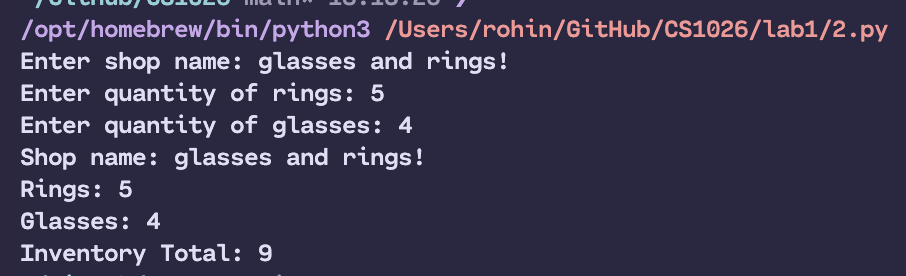 /opt/homebrew/bin/python3 /Users/rohin/GitHub/CS1026/lab1/2.py
Enter shop name: glasses and rings!
Enter quantity of rings: 5
Enter quantity of glasses: 4
Shop name: glasses and rings!
Rings: 5
Glasses: 4
Inventory Total: 9